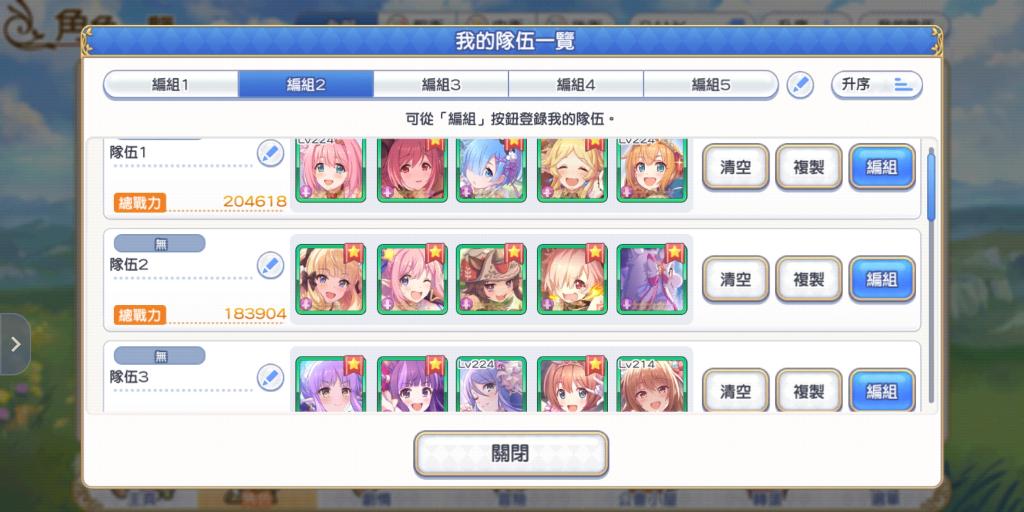 我的隊伍一覽
編組1 編組2 編組3 編組4 編組5 升序
可從「編組」按鈕登錄我的隊伍。
Lv224 Lv224
隊伍1 清空 複製 編組
總戰力 204618
無
隊伍2 清空 複製 編組
總戰力 183904
無
Lv224 Lv214
隊伍3 清空 複製 編組
關閉